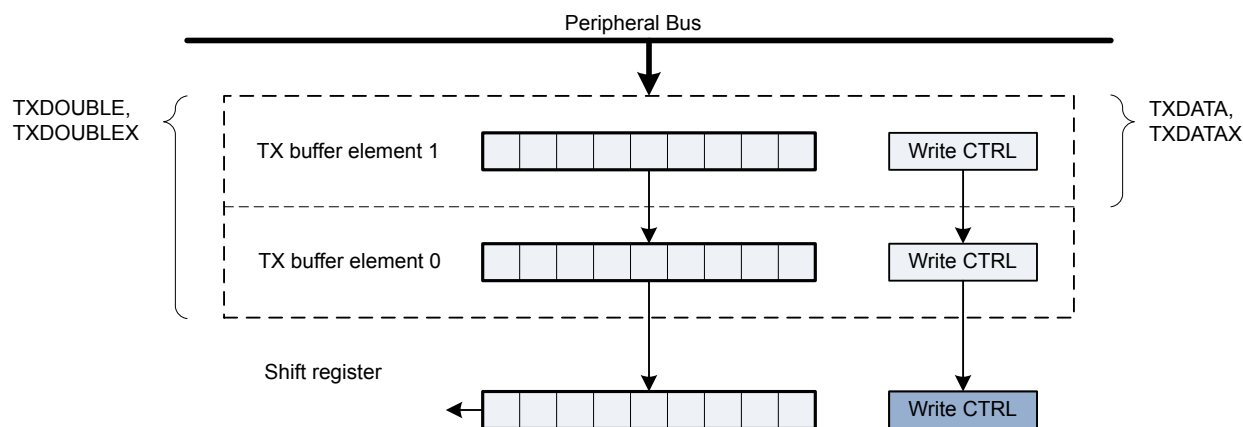 Peripheral Bus
TXDOUBLE,
TXDOUBLEX
TXDATA,
TXDATAX
TX buffer element 1
Write CTRL
TX buffer element 0
Write CTRL
Shift register
Write CTRL